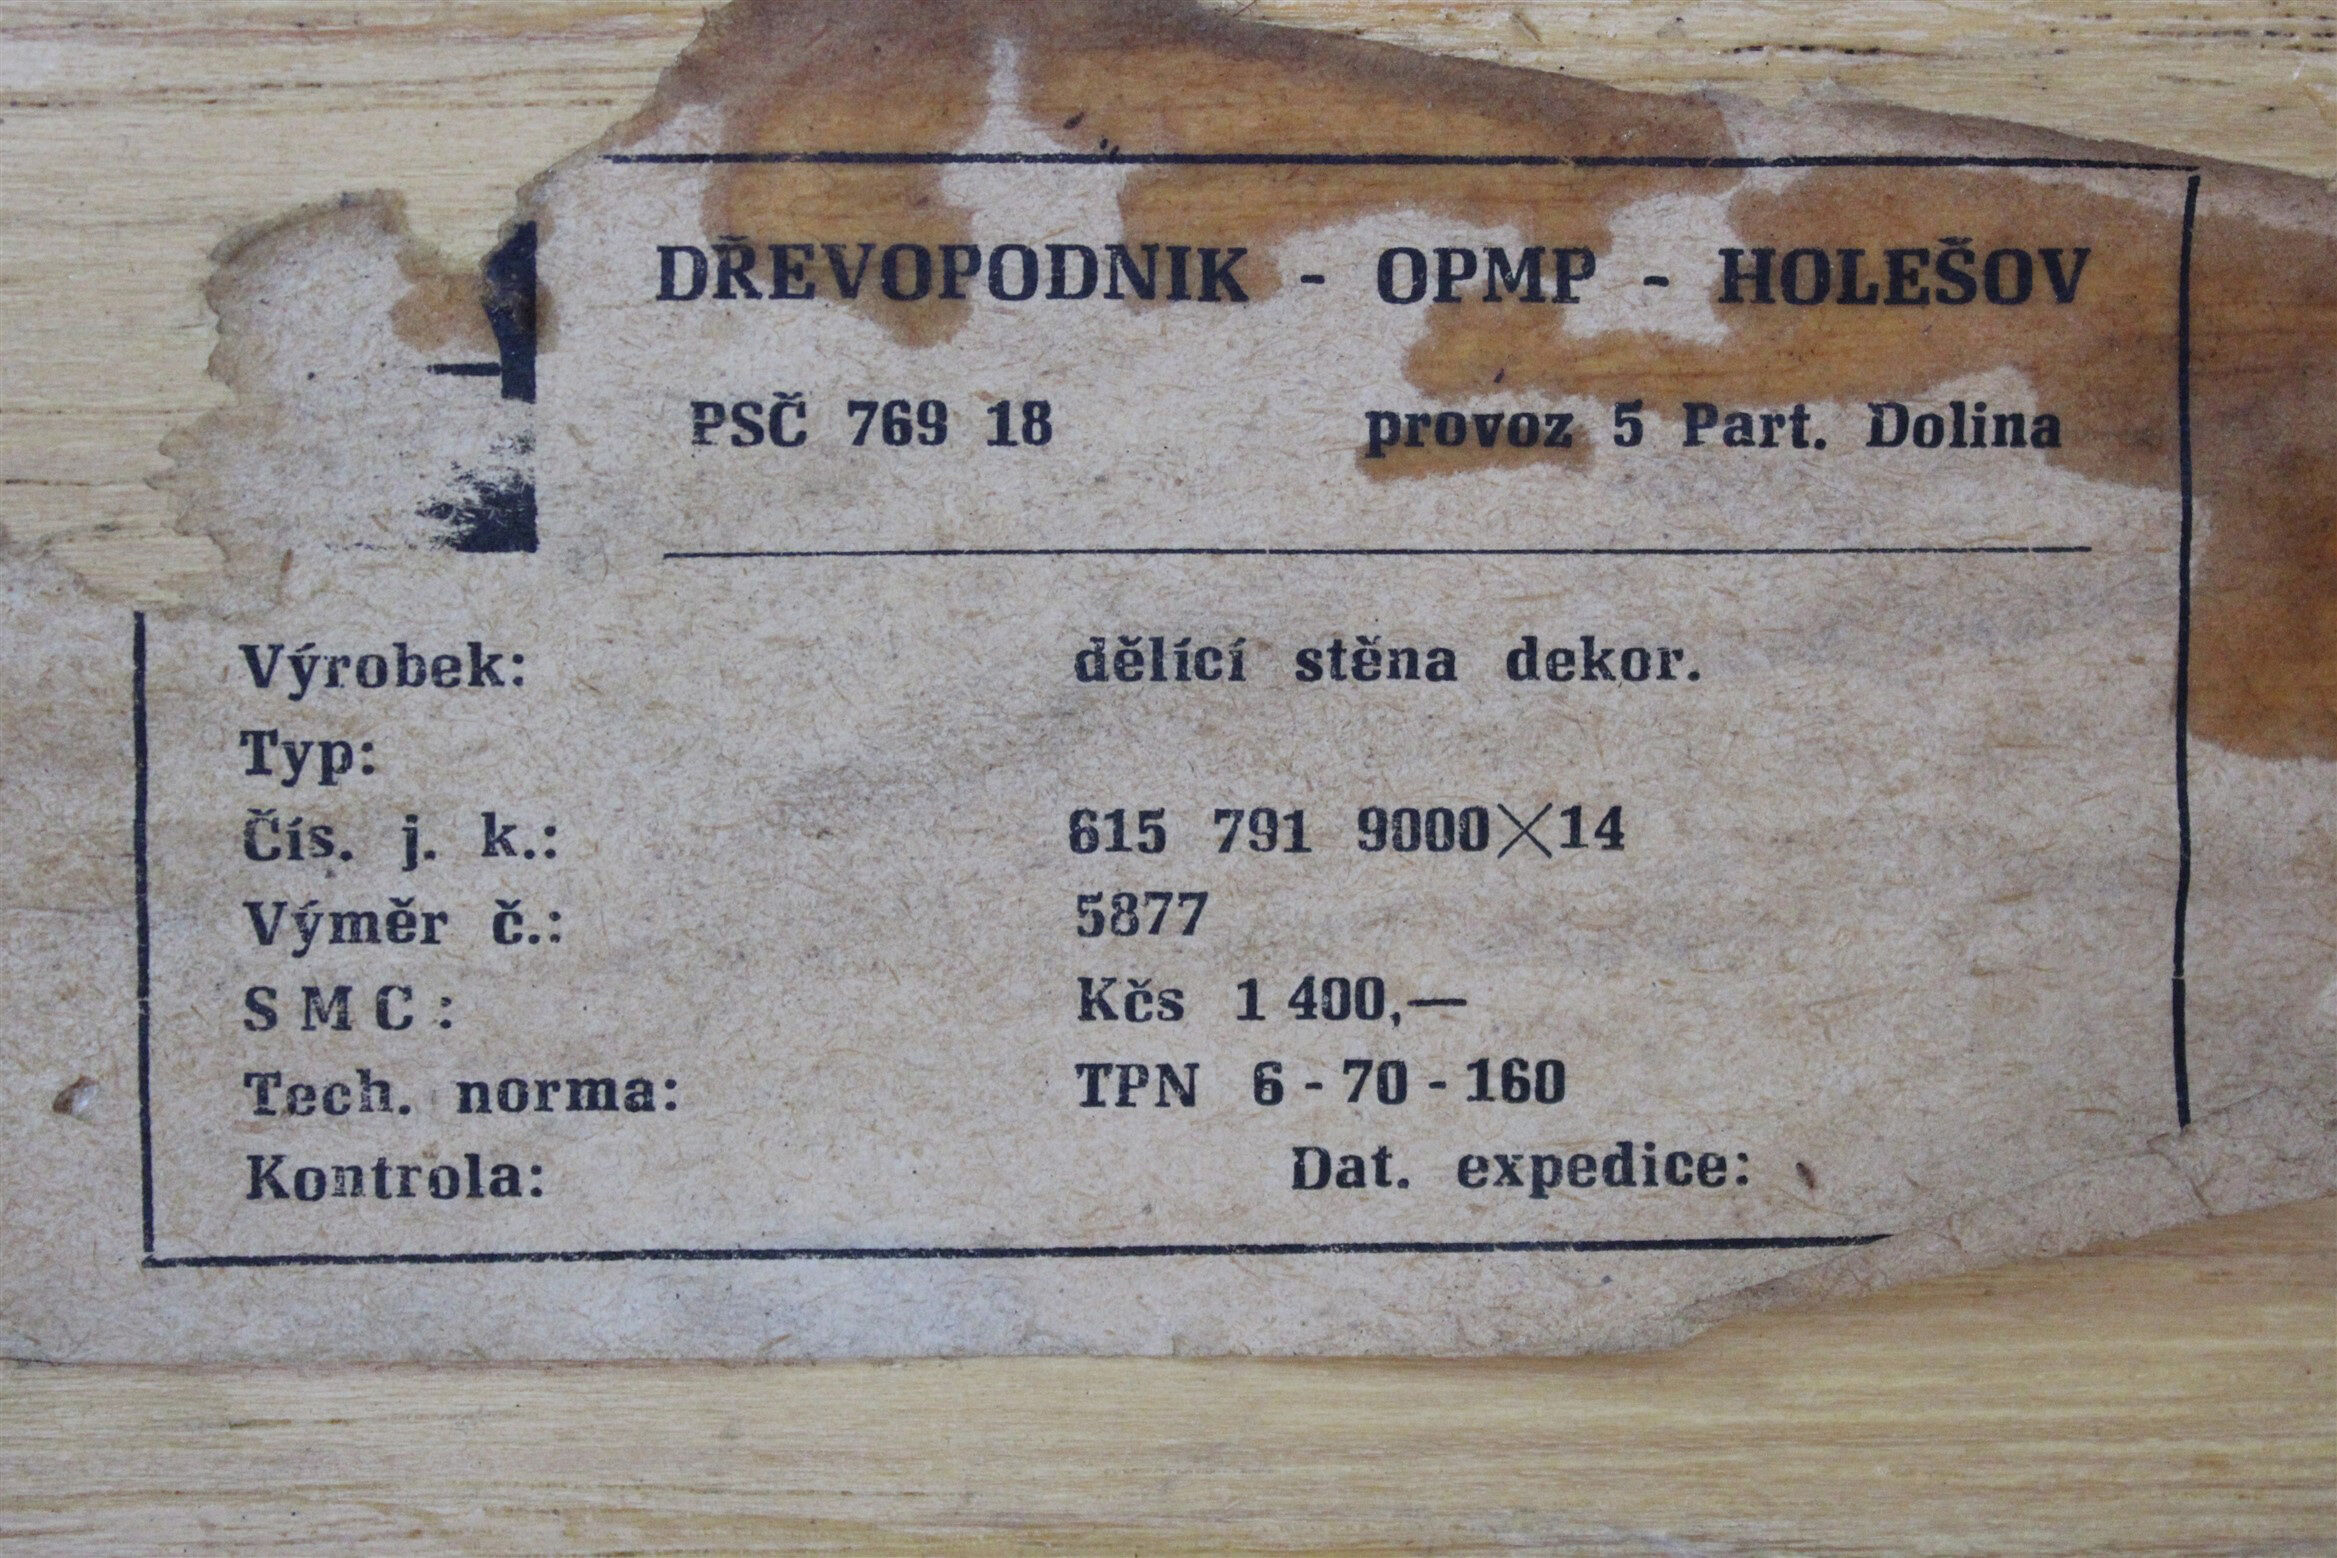 DŘEVOPODNIK - OPMP - HOLEŠOV
PSČ 769 18 provoz 5 Part. Dolina
Výrobek: dělící stěna dekor.
Typ:
Čís. j. k.: 615 791 9000×14
Výměr č.: 5877
SMC: Kčs 1 400,—
Tech. norma: TPN 6 - 70 - 160
Kontrola: Dat. expedice: